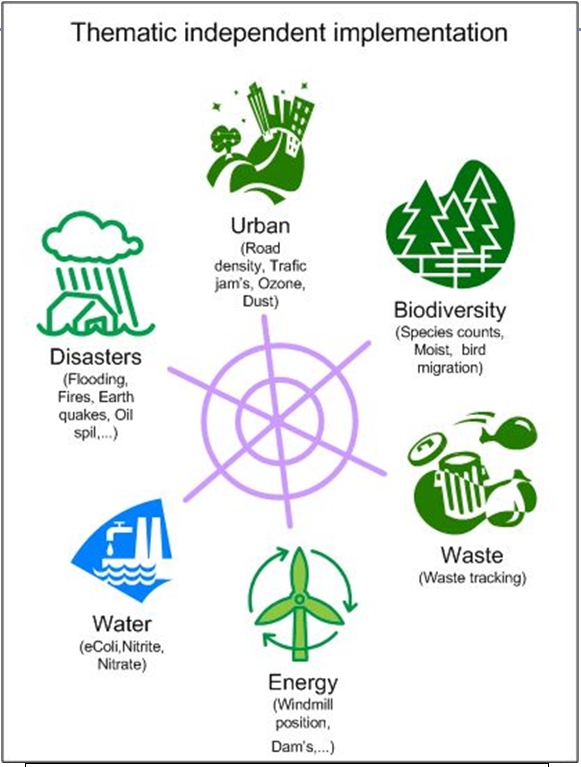 Thematic independent implementation
Urban
(Road
density, Trafic
jam's, Ozone,
Dust)
Biodiversity
(Species counts,
Moist, bird
migration)
Disasters
(Flooding,
Fires, Earth
quakes, Oil
spil,...)
Waste
(Waste tracking)
Water
(eColi,Nitrite,
Nitrate)
Energy
(Windmill
position,
Dam's,...)